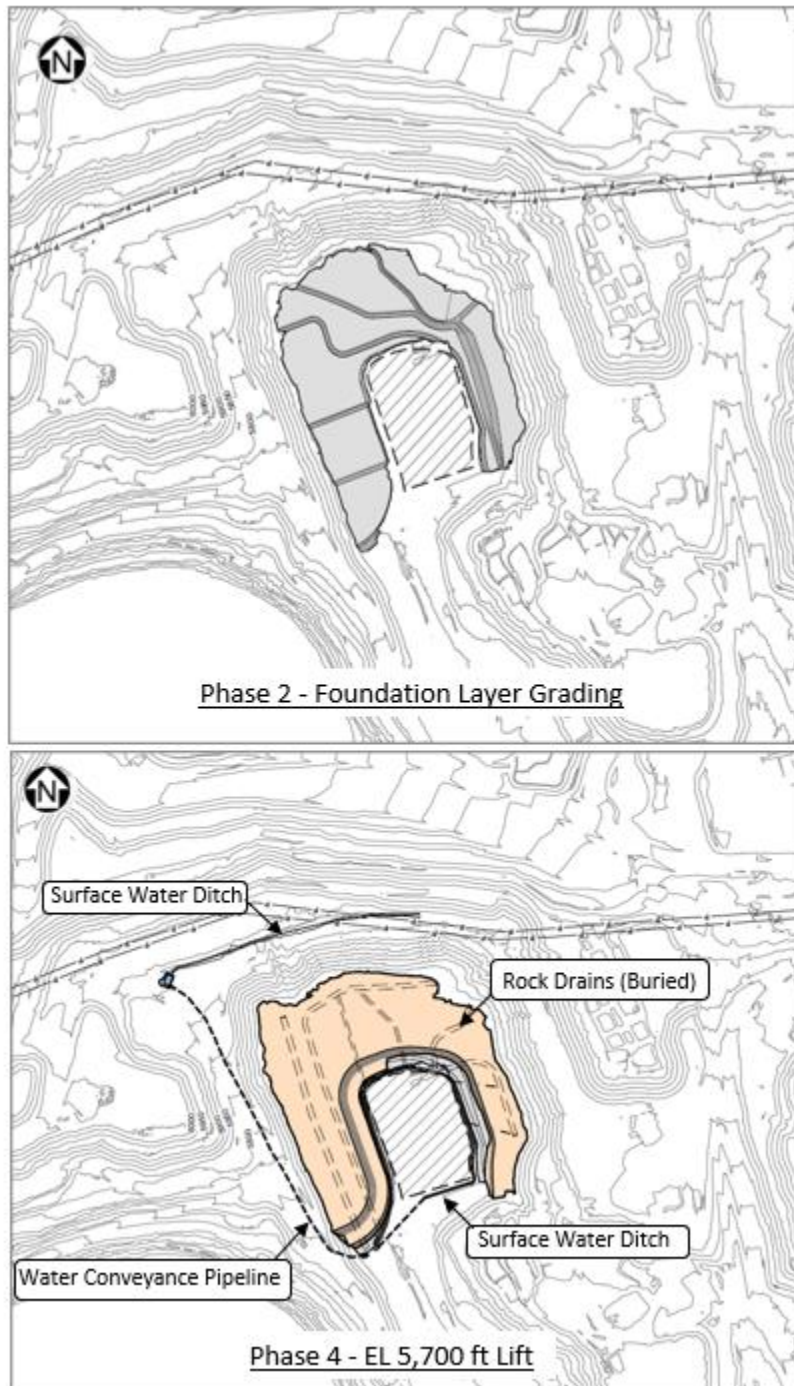 N
Phase 2 - Foundation Layer Grading
N
Surface Water Ditch
Rock Drains (Buried)
Surface Water Ditch
Water Conveyance Pipeline
Phase 4 - EL 5,700 ft Lift